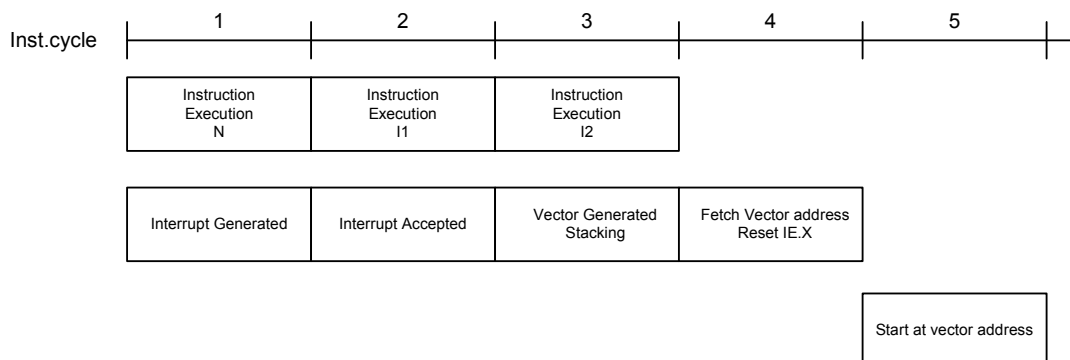 1 2 3 4 5
Inst.cycle
Instruction
Execution
N
Instruction
Execution
I1
Instruction
Execution
I2
Interrupt Generated
Interrupt Accepted
Vector Generated
Stacking
Fetch Vector address
Reset IE.X
Start at vector address